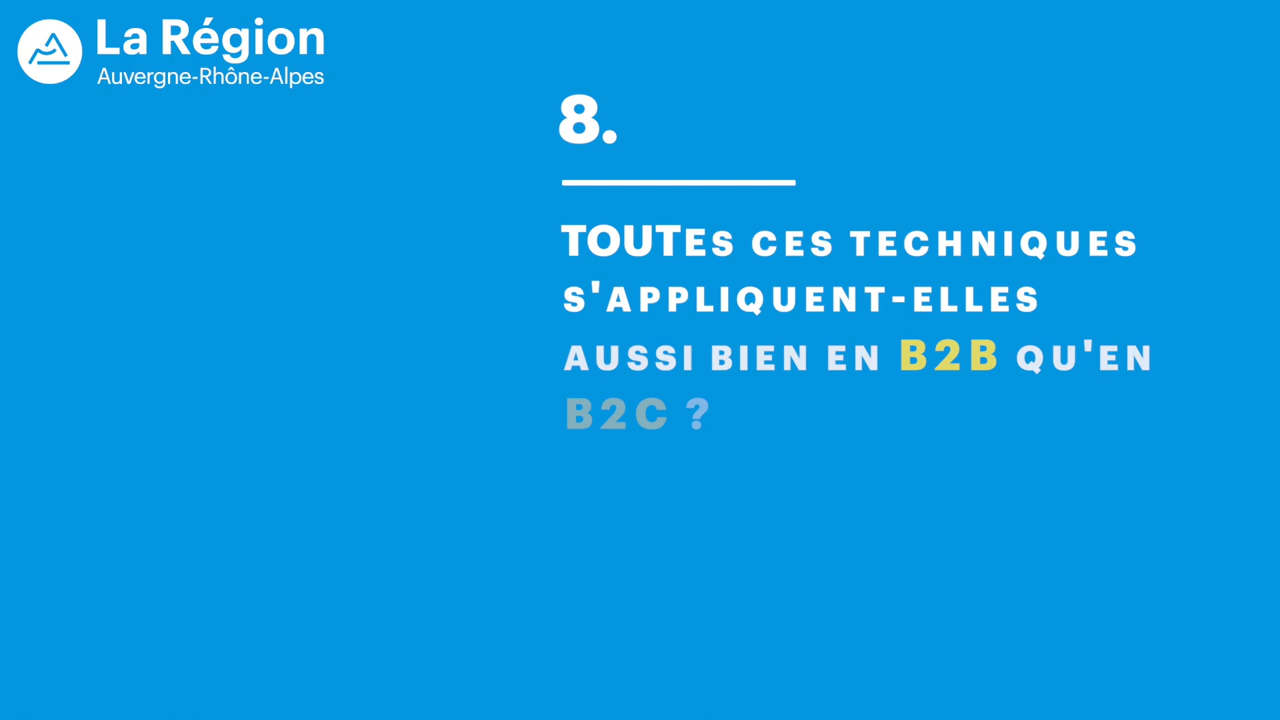 La Région
Auvergne-Rhône-Alpes
8.
TOUTES CES TECHNIQUES
S'APPLIQUENT-ELLES
AUSSI BIEN EN B2B QU'EN
B2C ?